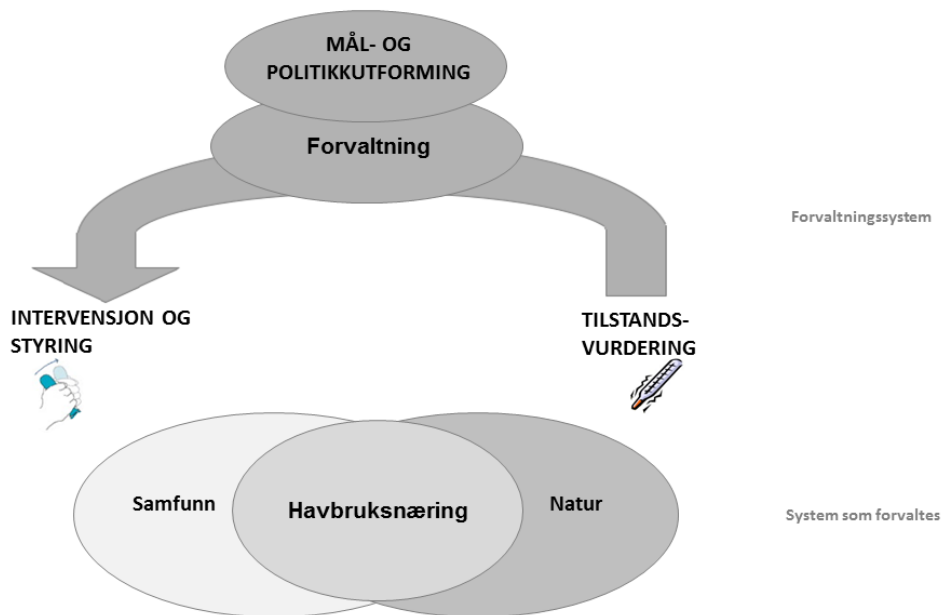 MÅL- OG
POLITIKKUTFORMING
Forvaltning
Forvaltningssystem
INTERVENSJON OG
STYRING
TILSTANDS-
VURDERING
Samfunn
Havbruksnæring
Natur
System som forvaltes